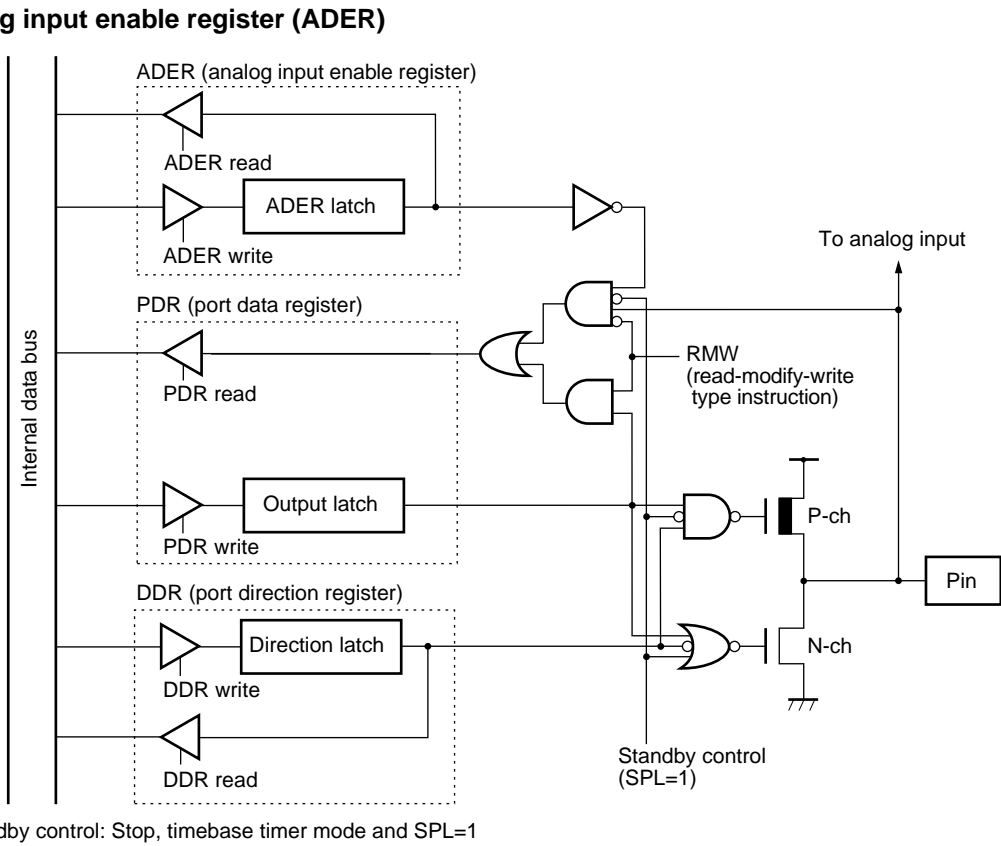 g input enable register (ADER)
ADER (analog input enable register)
ADER read
ADER latch
ADER write
To analog input
PDR (port data register)
Internal data bus
RMW
(read-modify-write
type instruction)
PDR read
Output latch
P-ch
PDR write
Pin
DDR (port direction register)
Direction latch
N-ch
DDR write
Standby control
(SPL=1)
DDR read
dby control: Stop, timebase timer mode and SPL=1